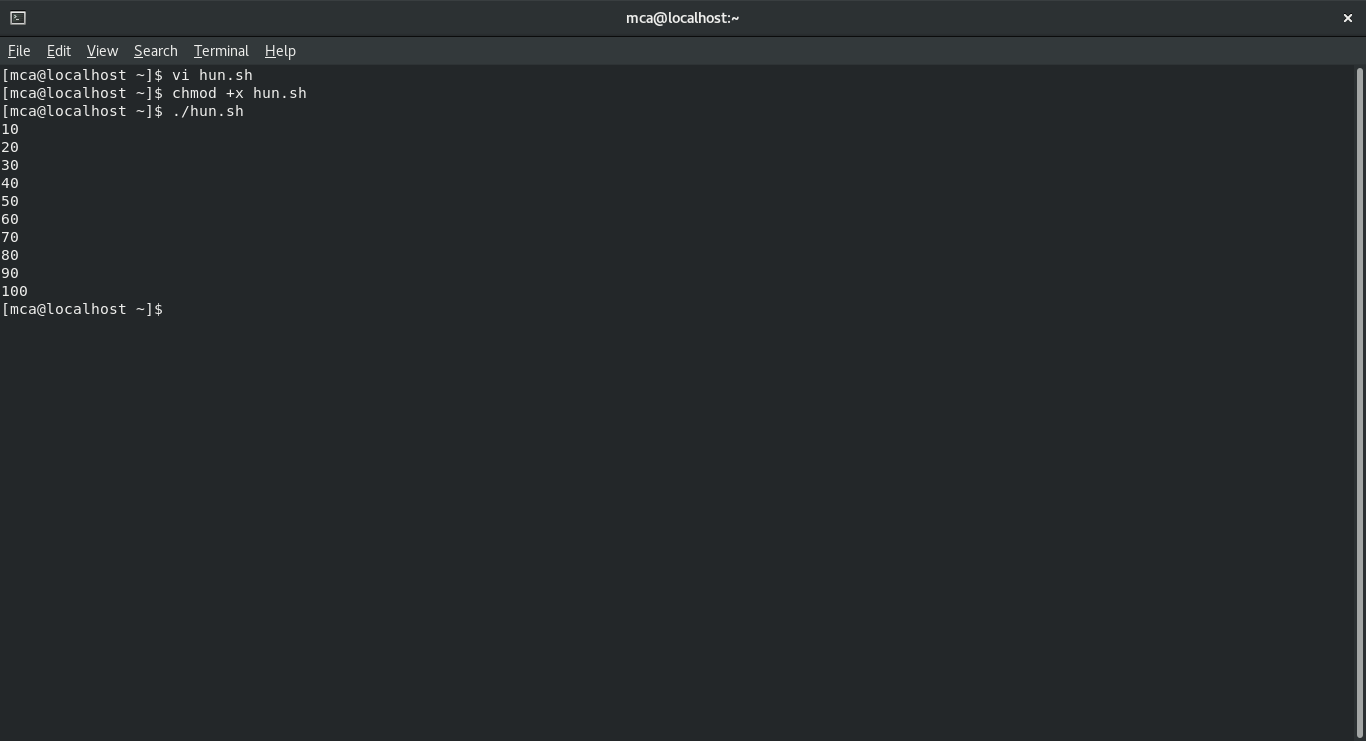 mca@localhost:~
File Edit View Search Terminal Help
[mca@localhost ~]$ vi hun.sh
[mca@localhost ~]$ chmod +x hun.sh
[mca@localhost ~]$ ./hun.sh
10
20
30
40
50
60
70
80
90
100
[mca@localhost ~]$